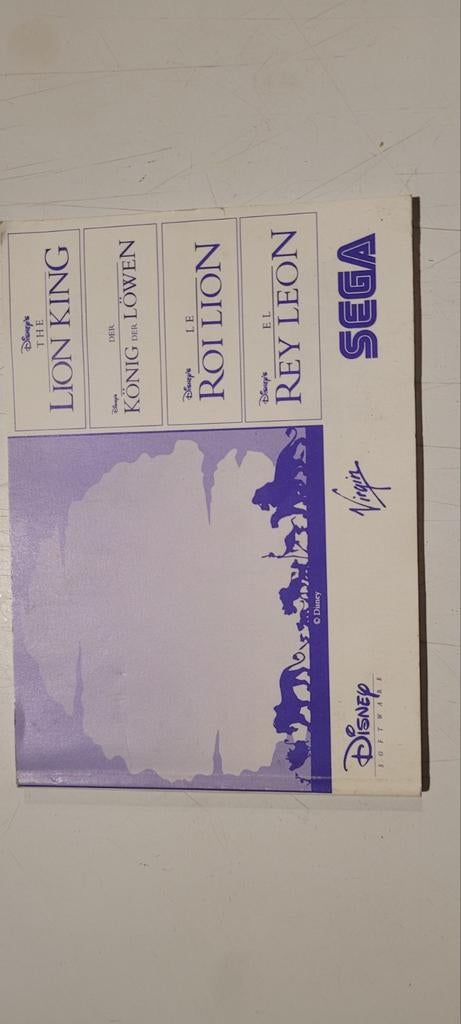 Disney's
THE
LION KING
Disney's
DER
KÖNIG DER LÖWEN
Disney's
LE
ROI LION
Disney's
EL
REY LEON
© Disney
Disney
SOFTWARE
Virgin
SEGA